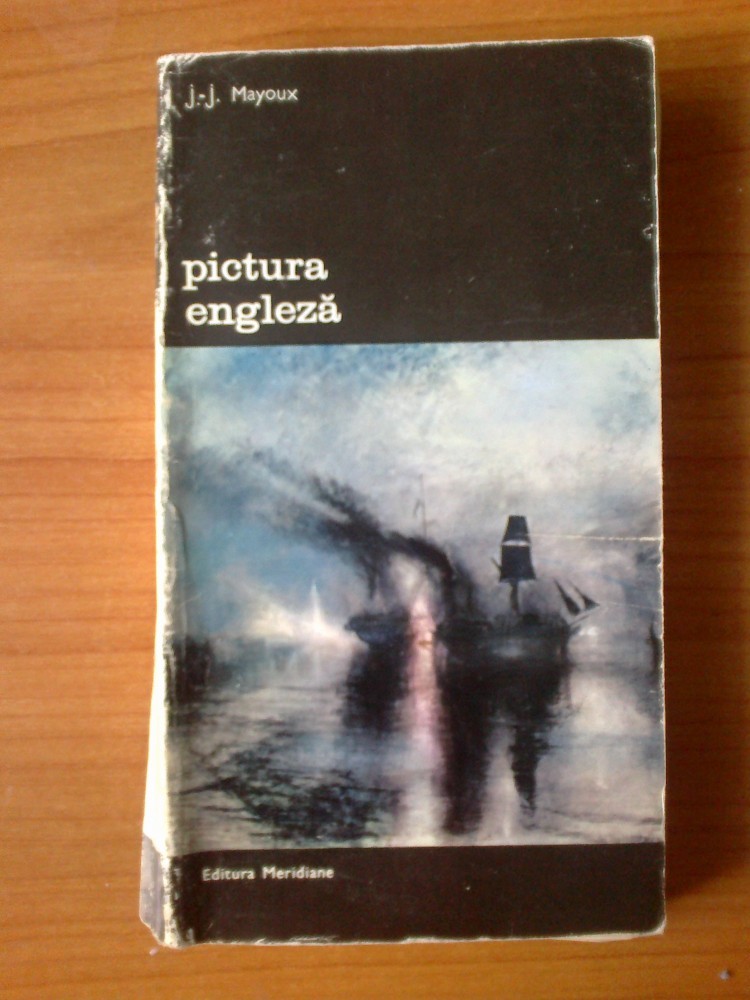 j.-j. Mayoux
pictura
engleză
Editura Meridiane